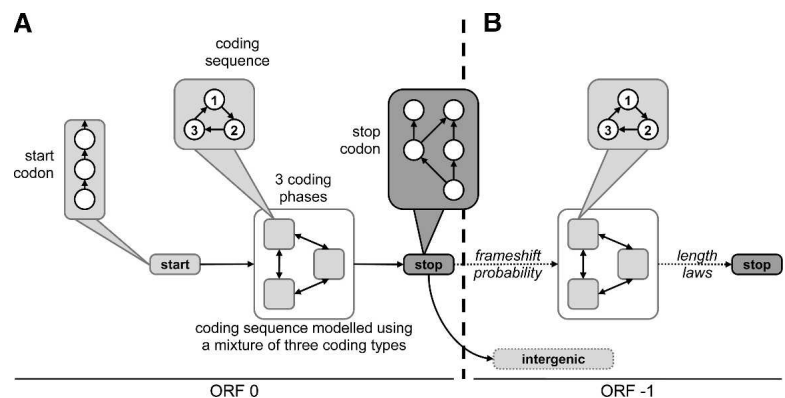 A
B
coding
sequence
1
3
2
1
3
2
start
codon
stop
codon
3 coding
phases
start
stop
frameshift
probability
length
laws
stop
coding sequence modelled using
a mixture of three coding types
intergenic
ORF 0
ORF -1